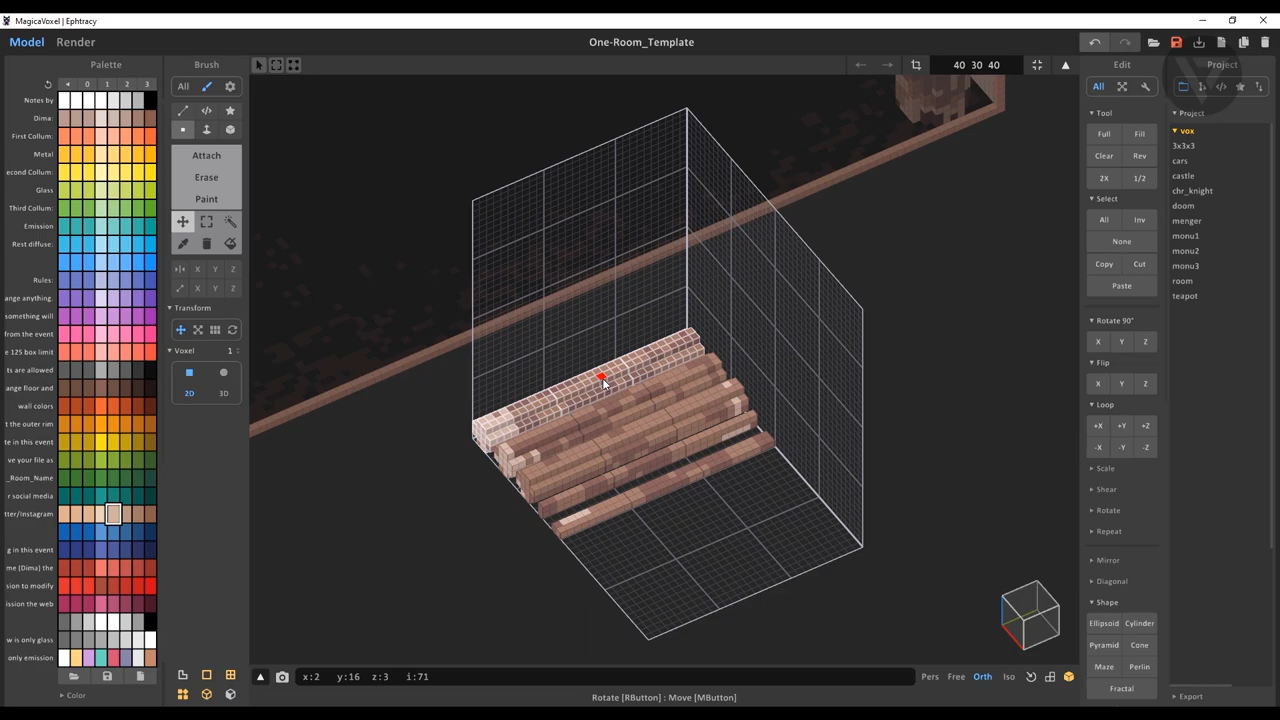 MagicaVoxel | Ephtracy
Model Render
One-Room_Template
Palette
Brush
40 30 40
Edit
Project
0 1 2 3
All
All
Notes by
Dima:
First Collum:
Metal
econd Collum:
Glass
Third Collum:
Emission
Rest diffuse:
Rules:
ange anything.
something will
from the event
e 125 box limit
ts are allowed
ange floor and
wall colors
t the outer rim
te in this event
ve your file as
_Room_Name
r social media
tter/Instagram
g in this event
me (Dima) the
sion to modify
ission the web
w is only glass
only emission
Color
Attach
Erase
Paint
X Y Z
X Y Z
Transform
Voxel 1
2D 3D
Tool
Full Fill
Clear Rev
2X 1/2
Select
All Inv
None
Copy Cut
Paste
Rotate 90°
X Y Z
Flip
X Y Z
Loop
+X +Y +Z
-X -Y -Z
Scale
Shear
Rotate
Repeat
Mirror
Diagonal
Shape
Ellipsoid Cylinder
Pyramid Cone
Maze Perlin
Fractal
Project
vox
3x3x3
cars
castle
chr_knight
doom
menger
monu1
monu2
monu3
room
teapot
Export
x:2 y:16 z:3 i:71
Pers Free Orth Iso
Rotate [RButton] : Move [MButton]